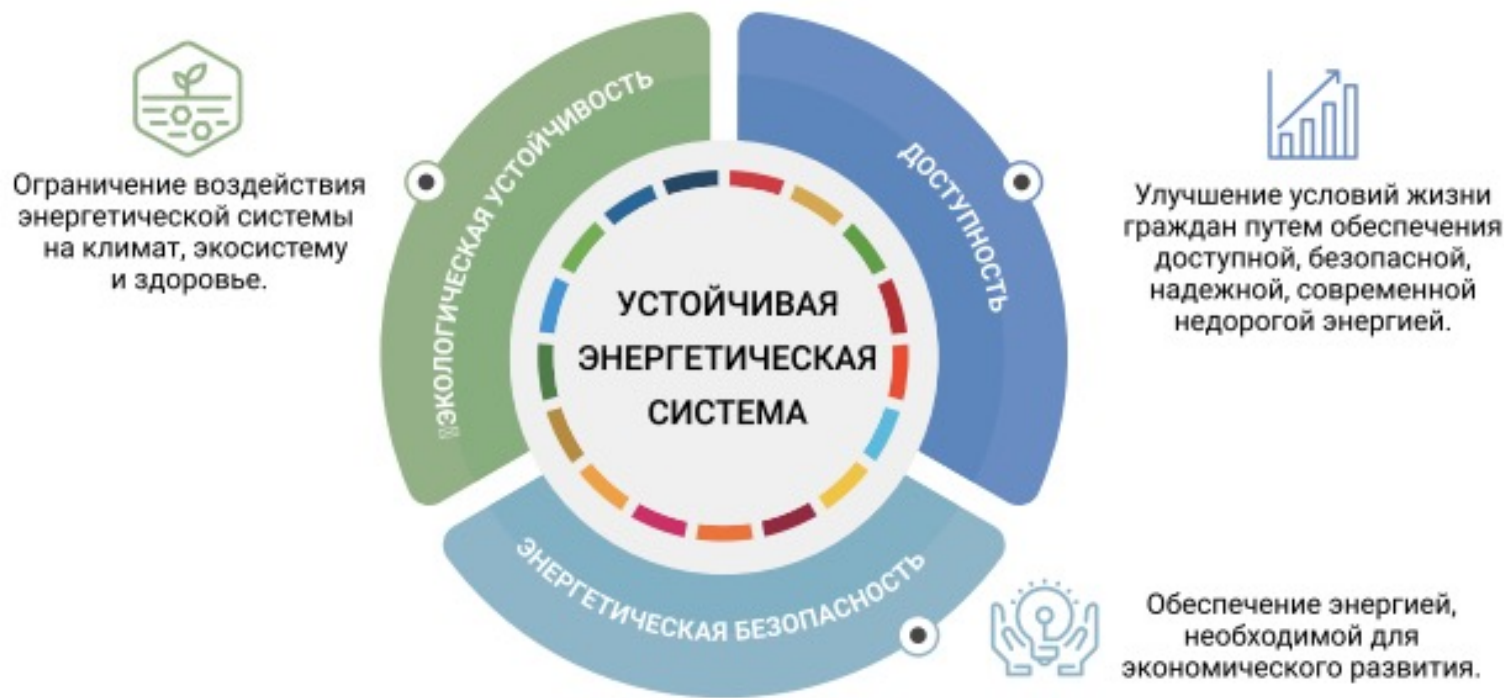 ЭКОЛОГИЧЕСКАЯ УСТОЙЧИВОСТЬ
Ограничение воздействия
энергетической системы
на климат, экосистему
и здоровье.
ДОСТУПНОСТЬ
Улучшение условий жизни
граждан путем обеспечения
доступной, безопасной,
надежной, современной
недорогой энергией.
УСТОЙЧИВАЯ
ЭНЕРГЕТИЧЕСКАЯ
СИСТЕМА
ЭНЕРГЕТИЧЕСКАЯ БЕЗОПАСНОСТЬ
Обеспечение энергией,
необходимой для
экономического развития.